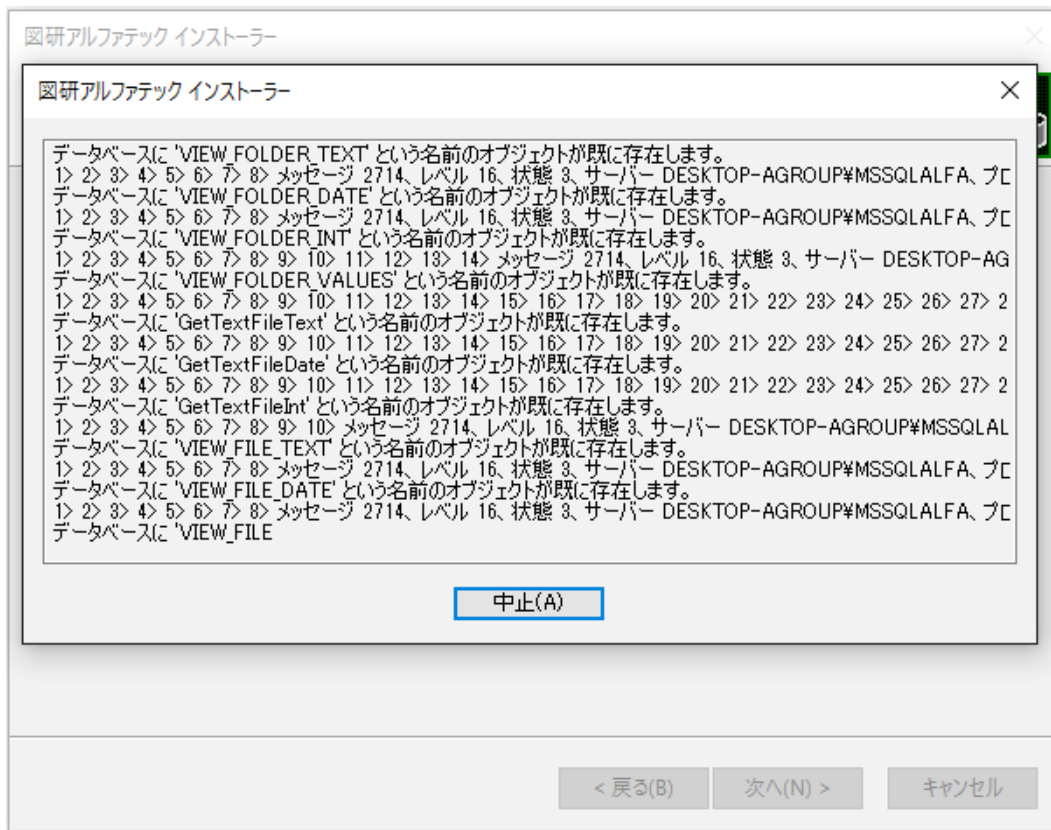 図研アルファテック インストーラー
図研アルファテック インストーラー
データベースに 'VIEW_FOLDER_TEXT' という名前のオブジェクトが既に存在します。
1> 2> 3> 4> 5> 6> 7> 8> メッセージ 2714、レベル 16、状態 3、サーバー DESKTOP-AGROUP¥MSSQLALFA、プロ
データベースに 'VIEW_FOLDER_DATE' という名前のオブジェクトが既に存在します。
1> 2> 3> 4> 5> 6> 7> 8> メッセージ 2714、レベル 16、状態 3、サーバー DESKTOP-AGROUP¥MSSQLALFA、プロ
データベースに 'VIEW_FOLDER_INT' という名前のオブジェクトが既に存在します。
1> 2> 3> 4> 5> 6> 7> 8> 9> 10> 11> 12> 13> 14> メッセージ 2714、レベル 16、状態 3、サーバー DESKTOP-AG
データベースに 'VIEW_FOLDER_VALUES' という名前のオブジェクトが既に存在します。
1> 2> 3> 4> 5> 6> 7> 8> 9> 10> 11> 12> 13> 14> 15> 16> 17> 18> 19> 20> 21> 22> 23> 24> 25> 26> 27> 2
データベースに 'GetTextFileText' という名前のオブジェクトが既に存在します。
1> 2> 3> 4> 5> 6> 7> 8> 9> 10> 11> 12> 13> 14> 15> 16> 17> 18> 19> 20> 21> 22> 23> 24> 25> 26> 27> 2
データベースに 'GetTextFileDate' という名前のオブジェクトが既に存在します。
1> 2> 3> 4> 5> 6> 7> 8> 9> 10> 11> 12> 13> 14> 15> 16> 17> 18> 19> 20> 21> 22> 23> 24> 25> 26> 27> 2
データベースに 'GetTextFileInt' という名前のオブジェクトが既に存在します。
1> 2> 3> 4> 5> 6> 7> 8> 9> 10> メッセージ 2714、レベル 16、状態 3、サーバー DESKTOP-AGROUP¥MSSQLAL
データベースに 'VIEW_FILE_TEXT' という名前のオブジェクトが既に存在します。
1> 2> 3> 4> 5> 6> 7> 8> メッセージ 2714、レベル 16、状態 3、サーバー DESKTOP-AGROUP¥MSSQLALFA、プロ
データベースに 'VIEW_FILE_DATE' という名前のオブジェクトが既に存在します。
1> 2> 3> 4> 5> 6> 7> 8> メッセージ 2714、レベル 16、状態 3、サーバー DESKTOP-AGROUP¥MSSQLALFA、プロ
データベースに 'VIEW_FILE
中止(A)
< 戻る(B)
次へ(N) >
キャンセル